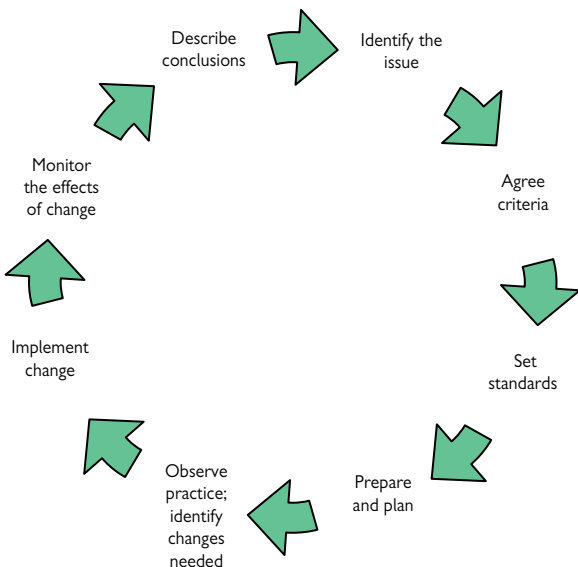 Identify the
issue
Agree
criteria
Set
standards
Prepare
and plan
Observe
practice;
identify
changes
needed
Implement
change
Monitor
the effects
of change
Describe
conclusions